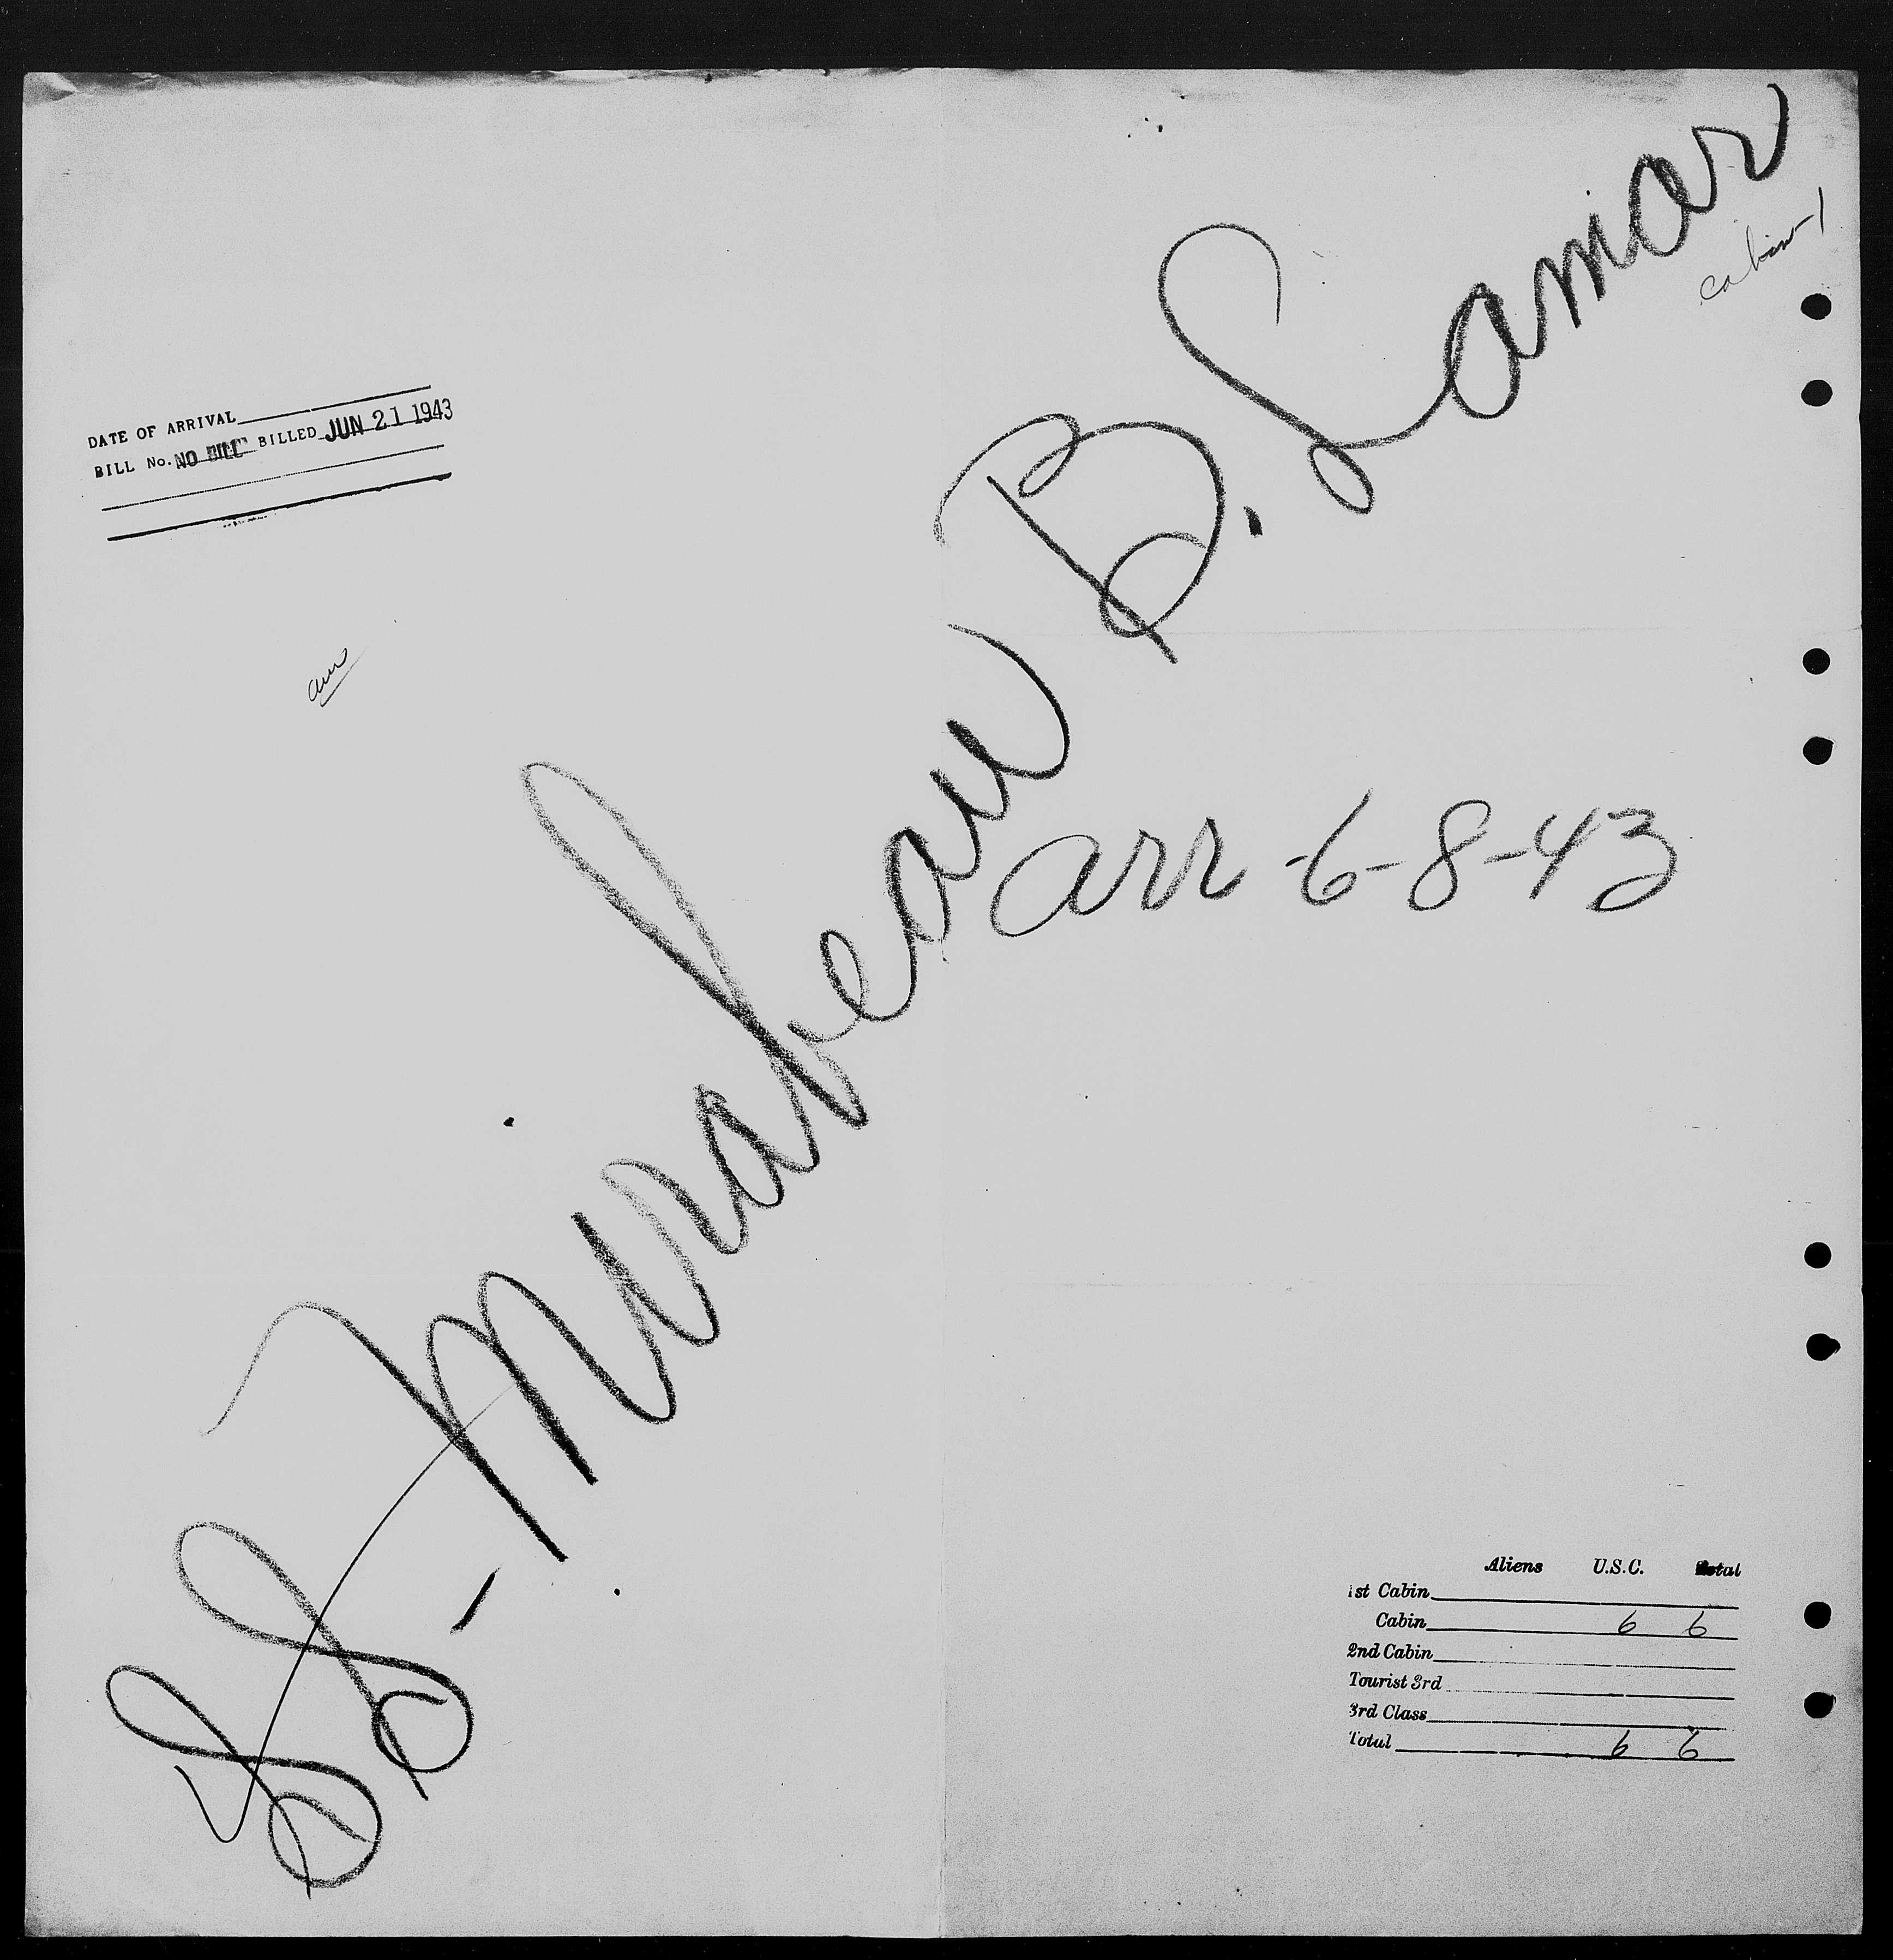 SS-Mirabeau B. Lamar
cabin-1
DATE OF ARRIVAL
BILL No. NO BILL BILLED JUN 21 1943
arr-6-8-43
Aliens U.S.C. Total
1st Cabin
Cabin 6 6
2nd Cabin
Tourist 3rd
3rd Class
Total 6 6